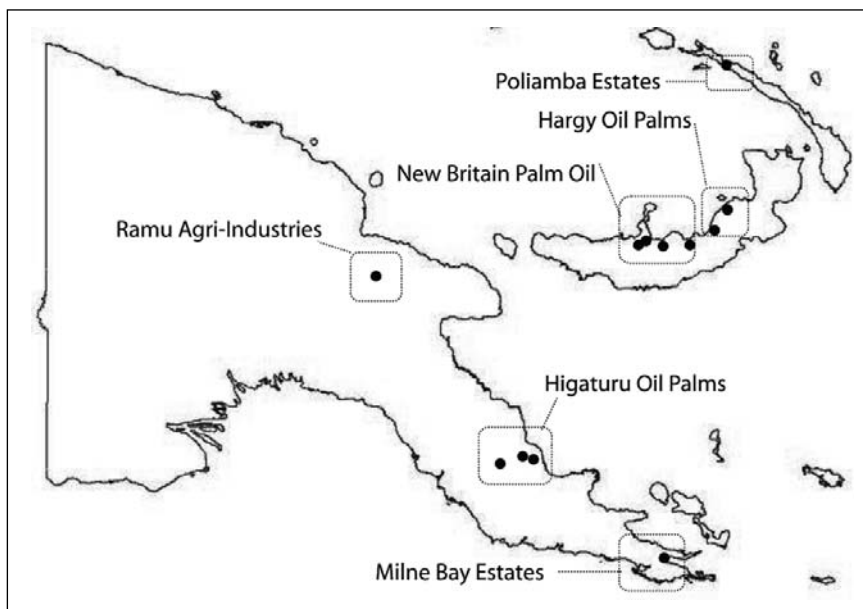 Poliamba Estates
Hargy Oil Palms
New Britain Palm Oil
Ramu Agri-Industries
Higaturu Oil Palms
Milne Bay Estates